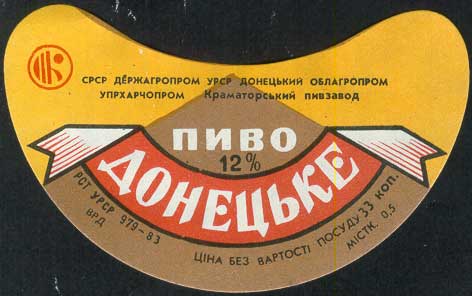 СРСР ДЕРЖАГРОПРОМ УРСР ДОНЕЦЬКИЙ ОБЛАГРОПРОМ
УПРХАРЧОПРОМ Краматорський пивзавод
ПИВО
12%
ДОНЕЦЬКЕ
РСТ УРСР 979-83
ВРД
ЦІНА БЕЗ ВАРТОСТІ ПОСУДУ 33 КОП.
МІСТК. 0,5